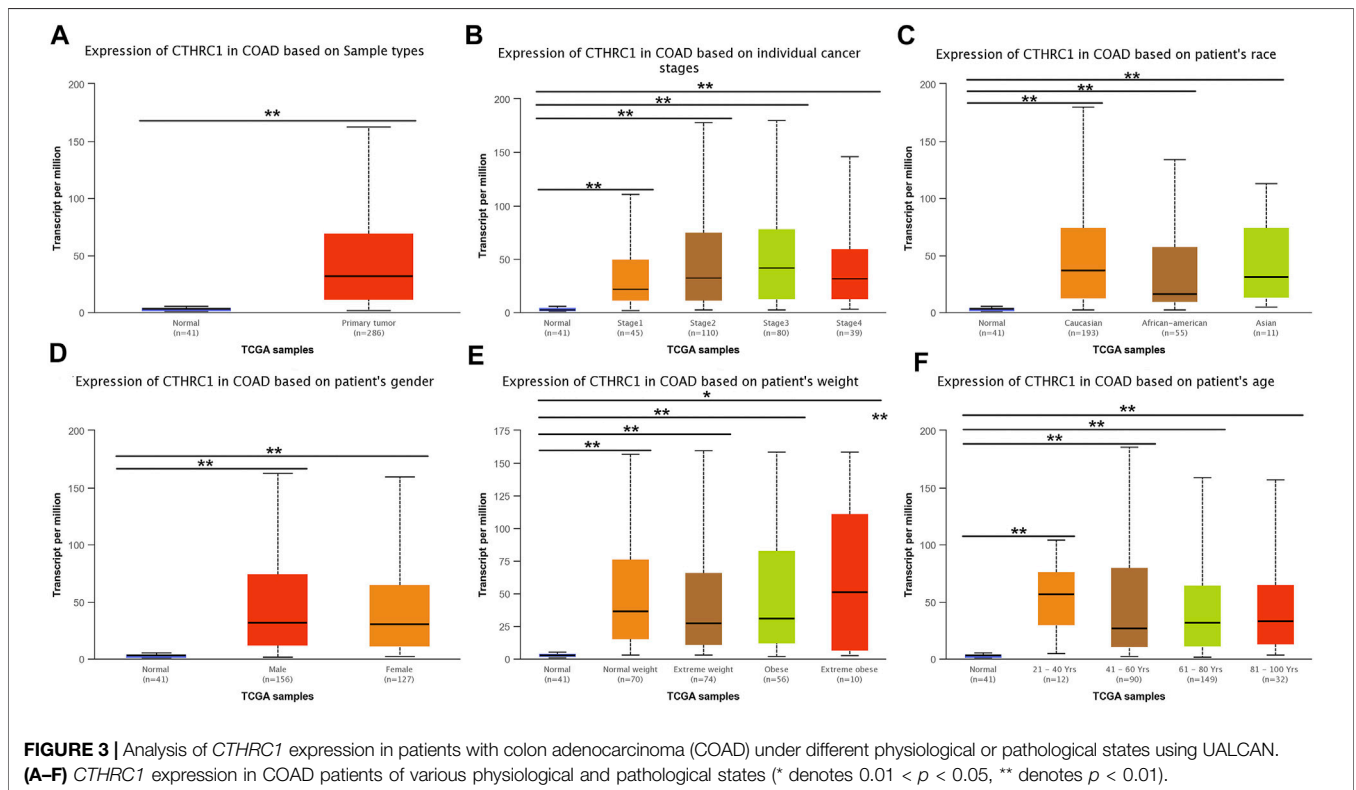 A
Expression of CTHRC1 in COAD based on Sample types
**
200
150
100
50
0
Transcript per million
Normal
(n=41)
Primary tumor
(n=286)
TCGA samples
B
Expression of CTHRC1 in COAD based on individual cancer
stages
**
**
**
**
200
150
100
50
0
Transcript per million
Normal
(n=41)
Stage1
(n=45)
Stage2
(n=110)
Stage3
(n=80)
Stage4
(n=39)
TCGA samples
C
Expression of CTHRC1 in COAD based on patient's race
**
**
**
200
150
100
50
0
Transcript per million
Normal
(n=41)
Caucasian
(n=193)
African-american
(n=55)
Asian
(n=11)
TCGA samples
D
Expression of CTHRC1 in COAD based on patient's gender
**
**
200
150
100
50
0
Transcript per million
Normal
(n=41)
Male
(n=156)
Female
(n=127)
TCGA samples
E
Expression of CTHRC1 in COAD based on patient's weight
*
**
**
**
**
175
150
125
100
75
50
25
0
Transcript per million
Normal
(n=41)
Normal weight
(n=70)
Extreme weight
(n=74)
Obese
(n=56)
Extreme obese
(n=10)
TCGA samples
F
Expression of CTHRC1 in COAD based on patient's age
**
**
**
**
200
150
100
50
0
Transcript per million
Normal
(n=41)
21 - 40 Yrs
(n=12)
41 - 60 Yrs
(n=90)
61 - 80 Yrs
(n=149)
81 - 100 Yrs
(n=32)
TCGA samples
FIGURE 3 | Analysis of CTHRC1 expression in patients with colon adenocarcinoma (COAD) under different physiological or pathological states using UALCAN.
(A–F) CTHRC1 expression in COAD patients of various physiological and pathological states (* denotes 0.01 < p < 0.05, ** denotes p < 0.01).